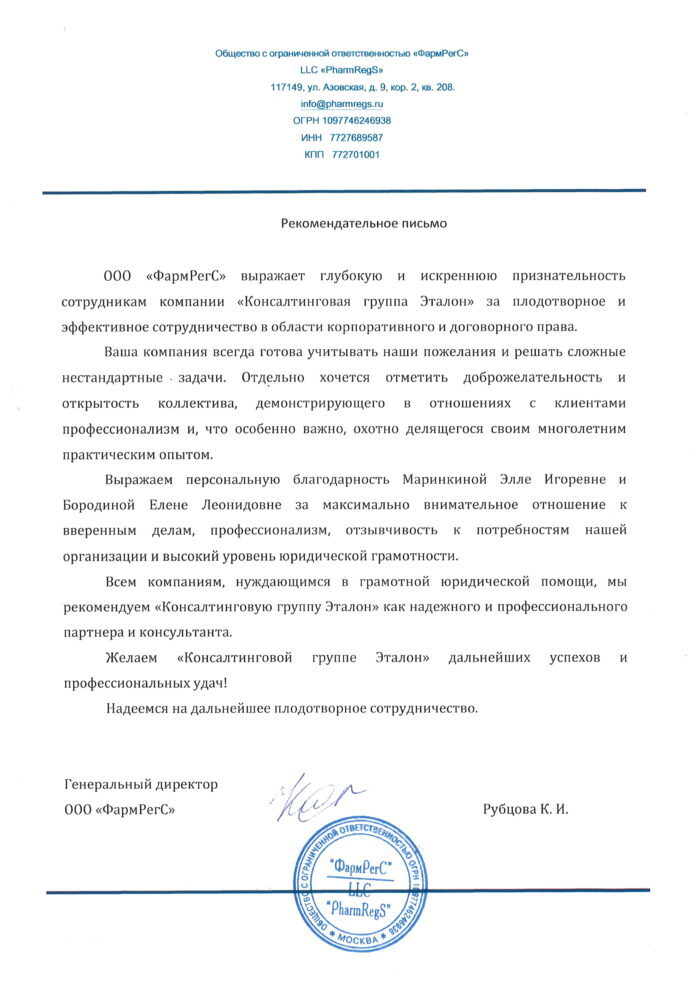 Общество с ограниченной ответственностью «ФармРегС»
LLC «PharmRegS»
117149, ул. Азовская, д. 9, кор. 2, кв. 208.
info@pharmregs.ru
ОГРН 1097746246938
ИНН 7727689587
КПП 772701001
Рекомендательное письмо
ООО «ФармРегС» выражает глубокую и искреннюю признательность
сотрудникам компании «Консалтинговая группа Эталон» за плодотворное и
эффективное сотрудничество в области корпоративного и договорного права.
Ваша компания всегда готова учитывать наши пожелания и решать сложные
нестандартные задачи. Отдельно хочется отметить доброжелательность и
открытость коллектива, демонстрирующего в отношениях с клиентами
профессионализм и, что особенно важно, охотно делящегося своим многолетним
практическим опытом.
Выражаем персональную благодарность Маринкиной Элле Игоревне и
Бородиной Елене Леонидовне за максимально внимательное отношение к
вверенным делам, профессионализм, отзывчивость к потребностям нашей
организации и высокий уровень юридической грамотности.
Всем компаниям, нуждающимся в грамотной юридической помощи, мы
рекомендуем «Консалтинговую группу Эталон» как надежного и профессионального
партнера и консультанта.
Желаем «Консалтинговой группе Эталон» дальнейших успехов и
профессиональных удач!
Надеемся на дальнейшее плодотворное сотрудничество.
Генеральный директор
ООО «ФармРегС»
Рубцова К. И.
ОБЩЕСТВО С ОГРАНИЧЕННОЙ ОТВЕТСТВЕННОСТЬЮ ОГРН 1097746246938
"ФармРегС"
LLC
"PharmRegS"
* МОСКВА *